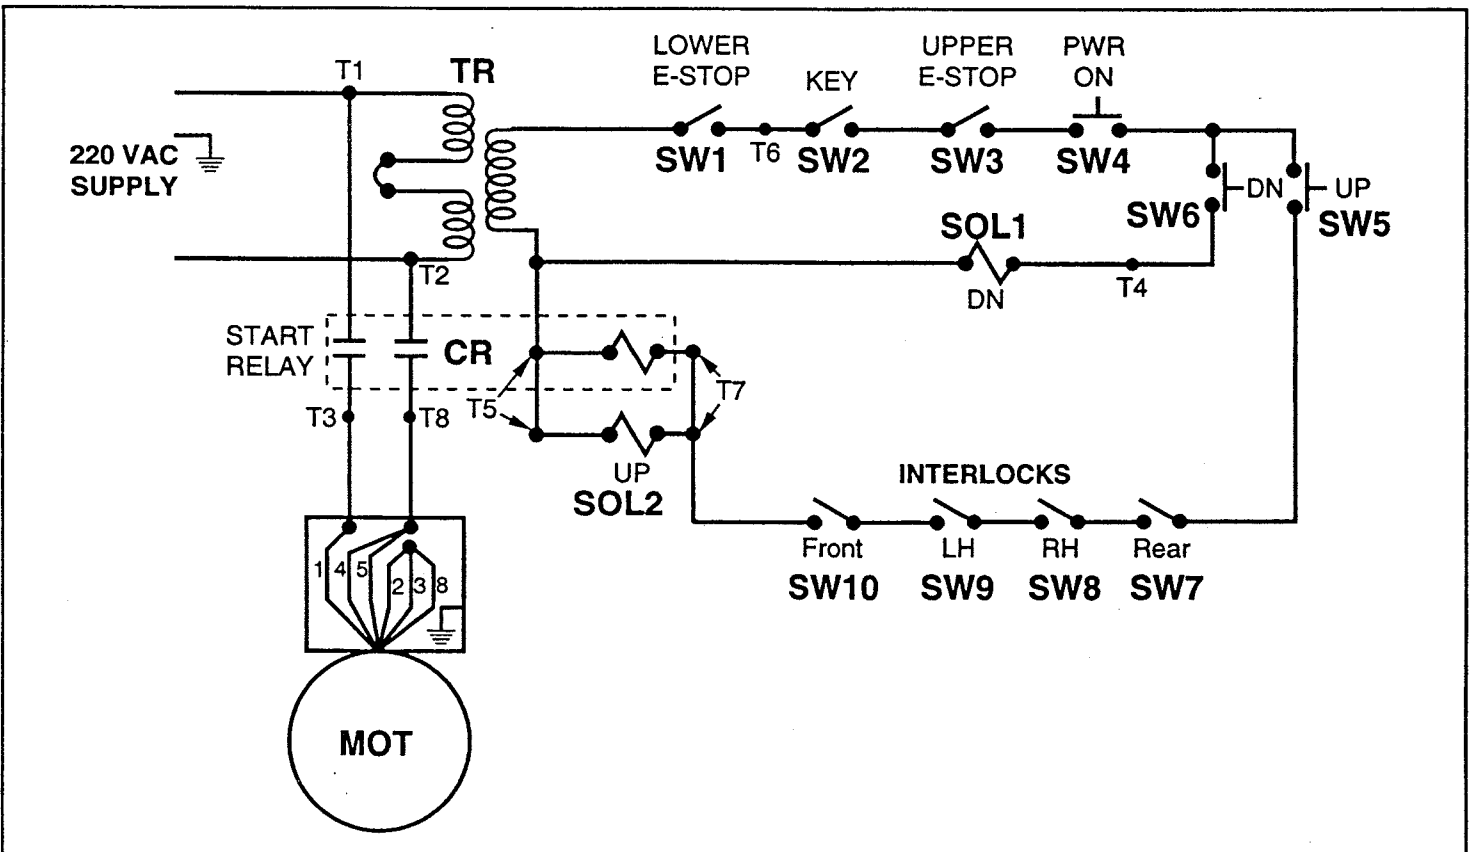 T1
TR
LOWER
E-STOP
KEY
UPPER
E-STOP
PWR
ON
220 VAC
SUPPLY
SW1
T6
SW2
SW3
SW4
DN
UP
SW6
SW5
SOL1
T2
DN
T4
START
RELAY
CR
T5
T7
T3
T8
UP
SOL2
INTERLOCKS
Front
LH
RH
Rear
SW10
SW9
SW8
SW7
1
4
5
2
3
8
MOT